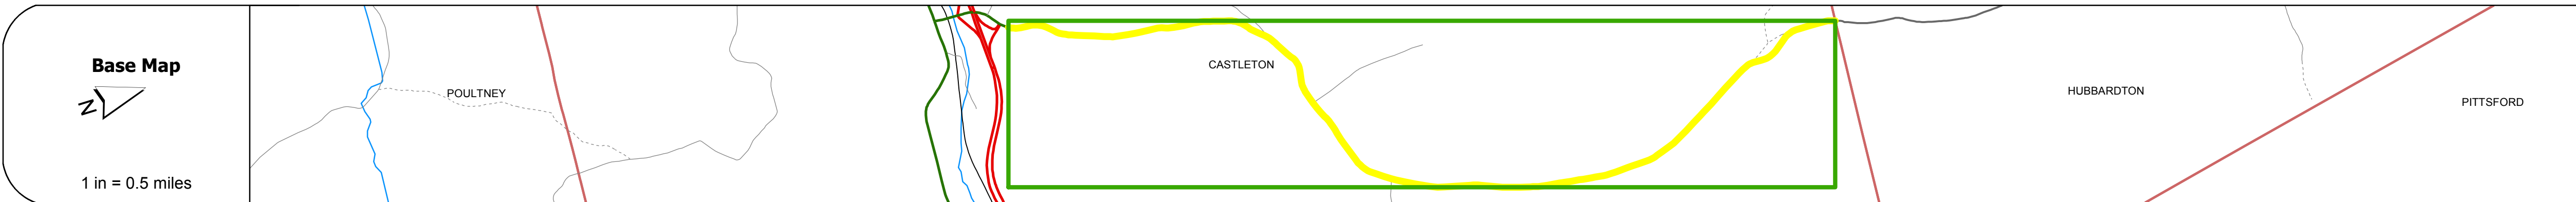 Base Map
N
1 in = 0.5 miles
POULTNEY
CASTLETON
HUBBARDTON
PITTSFORD